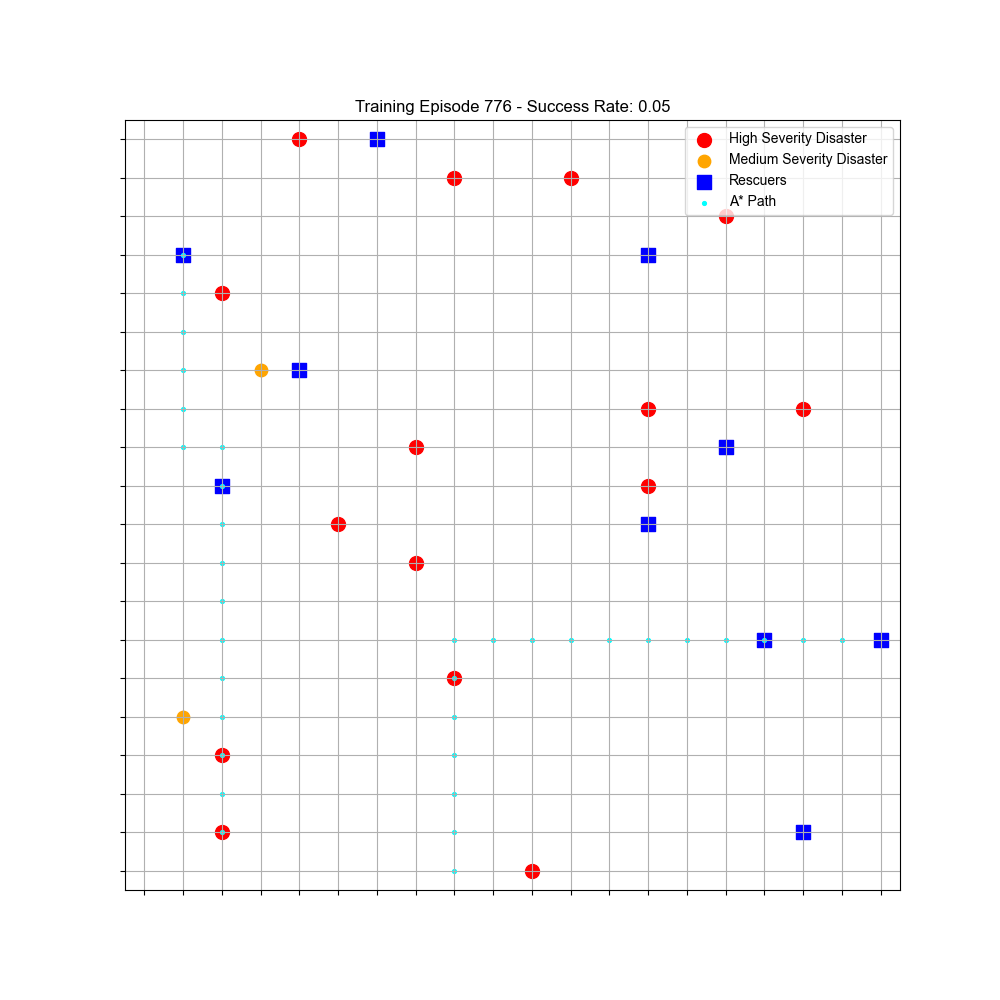 Training Episode 776 - Success Rate: 0.05
High Severity Disaster
Medium Severity Disaster
Rescuers
A* Path